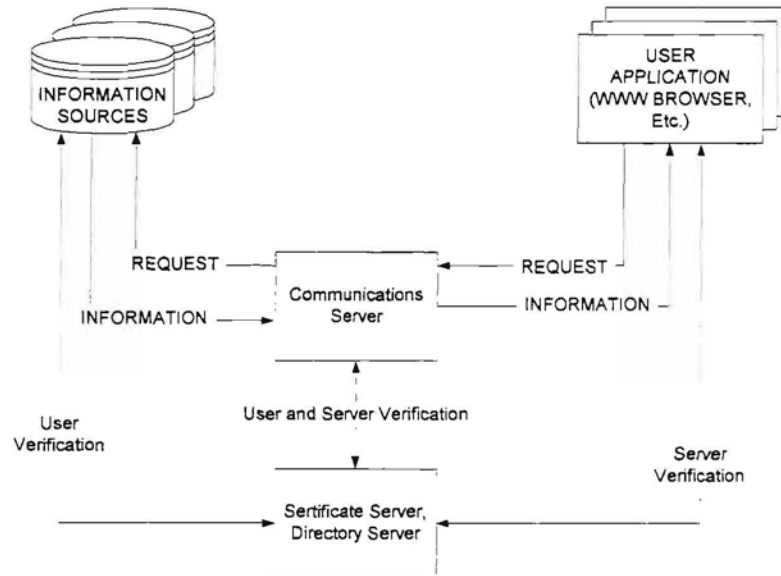 INFORMATION
SOURCES
USER
APPLICATION
(WWW BROWSER,
Etc.)
REQUEST
REQUEST
Communications
Server
INFORMATION
INFORMATION
User and Server Verification
User
Verification
Server
Verification
Sertificate Server,
Directory Server